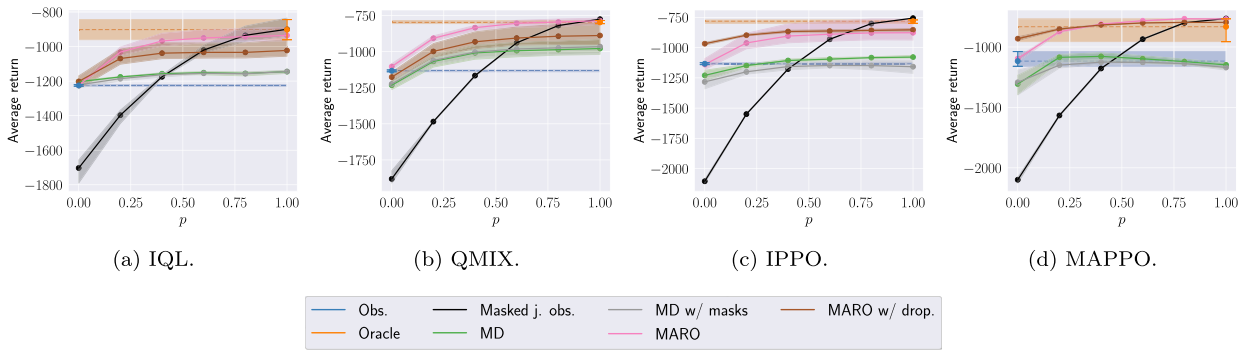 Average return
−800
−1000
−1200
−1400
−1600
−1800
0.00 0.25 0.50 0.75 1.00
p
(a) IQL.
Average return
−750
−1000
−1250
−1500
−1750
0.00 0.25 0.50 0.75 1.00
p
(b) QMIX.
Average return
−750
−1000
−1250
−1500
−1750
−2000
0.00 0.25 0.50 0.75 1.00
p
(c) IPPO.
Average return
−1000
−1500
−2000
0.00 0.25 0.50 0.75 1.00
p
(d) MAPPO.
Obs. Masked j. obs. MD w/ masks MARO w/ drop.
Oracle MD MARO